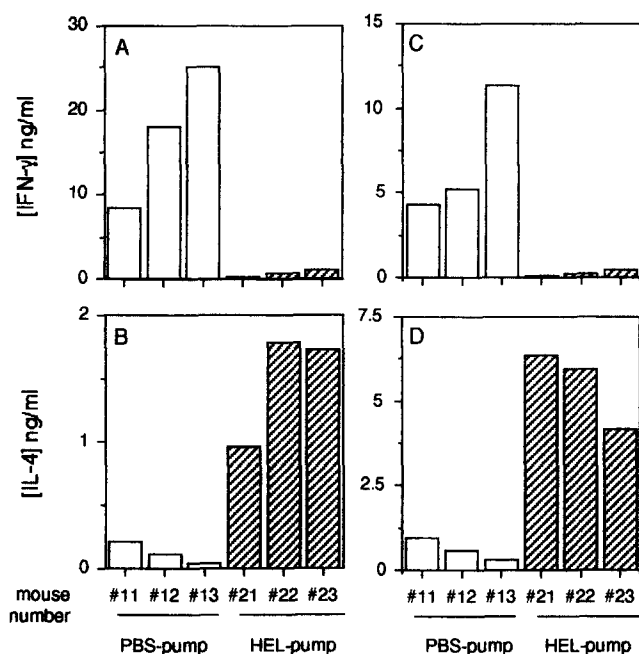 A
C
[IFN-γ] ng/ml
30
20
10
0
15
10
5
0
B
D
[IL-4] ng/ml
2
1
0
7.5
5
2.5
0
mouse number
#11 #12 #13 #21 #22 #23
#11 #12 #13 #21 #22 #23
PBS-pump HEL-pump
PBS-pump HEL-pump